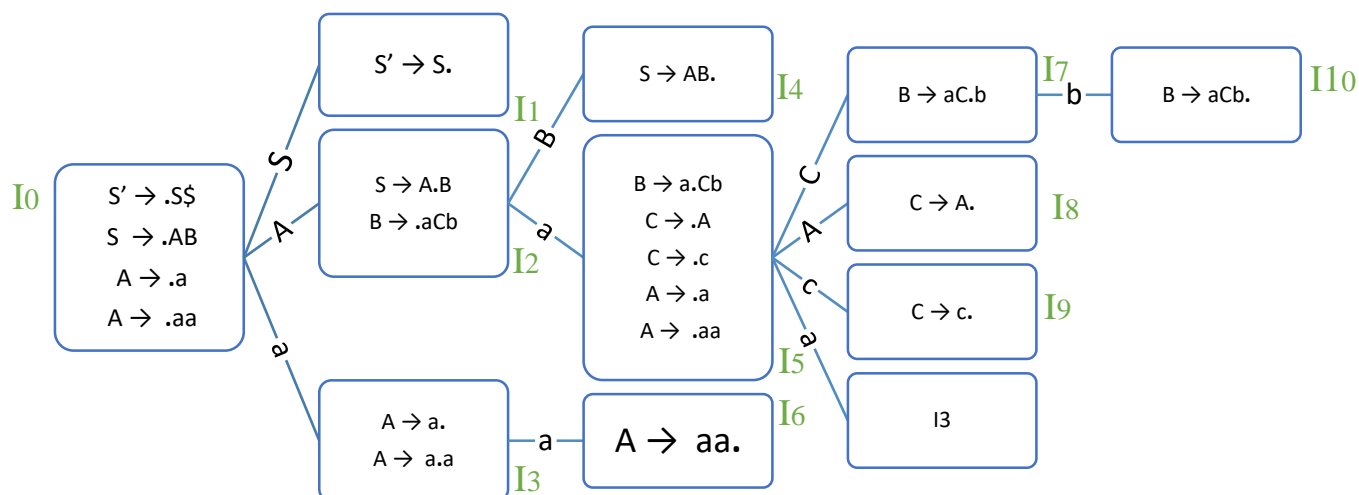 I0
S’ → .S$
S → .AB
A → .a
A → .aa
S
A
a
S’ → S.
I1
S → A.B
B → .aCb
I2
A → a.
A → a.a
I3
B
a
a
S → AB.
I4
B → a.Cb
C → .A
C → .c
A → .a
A → .aa
I5
A → aa.
I6
C
A
c
a
B → aC.b
I7
C → A.
I8
C → c.
I9
I3
b
B → aCb.
I10